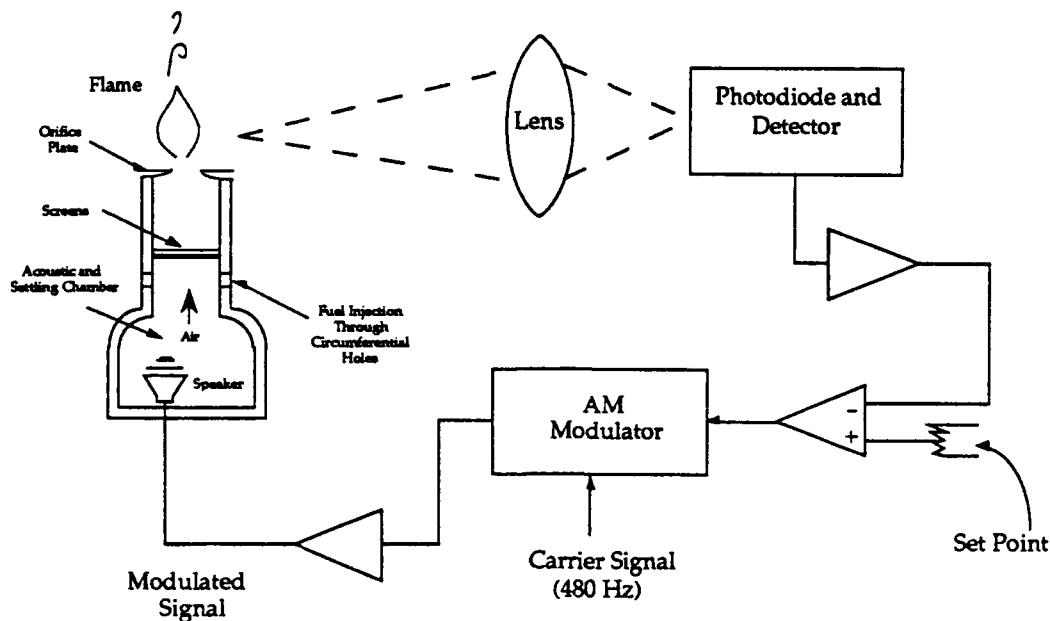 Flame
Orifice
Plate
Screens
Acoustic and
Settling Chamber
Air
Speaker
Fuel Injection
Through
Circumferential
Holes
Lens
Photodiode and
Detector
-
+
Set Point
AM
Modulator
Carrier Signal
(480 Hz)
Modulated
Signal